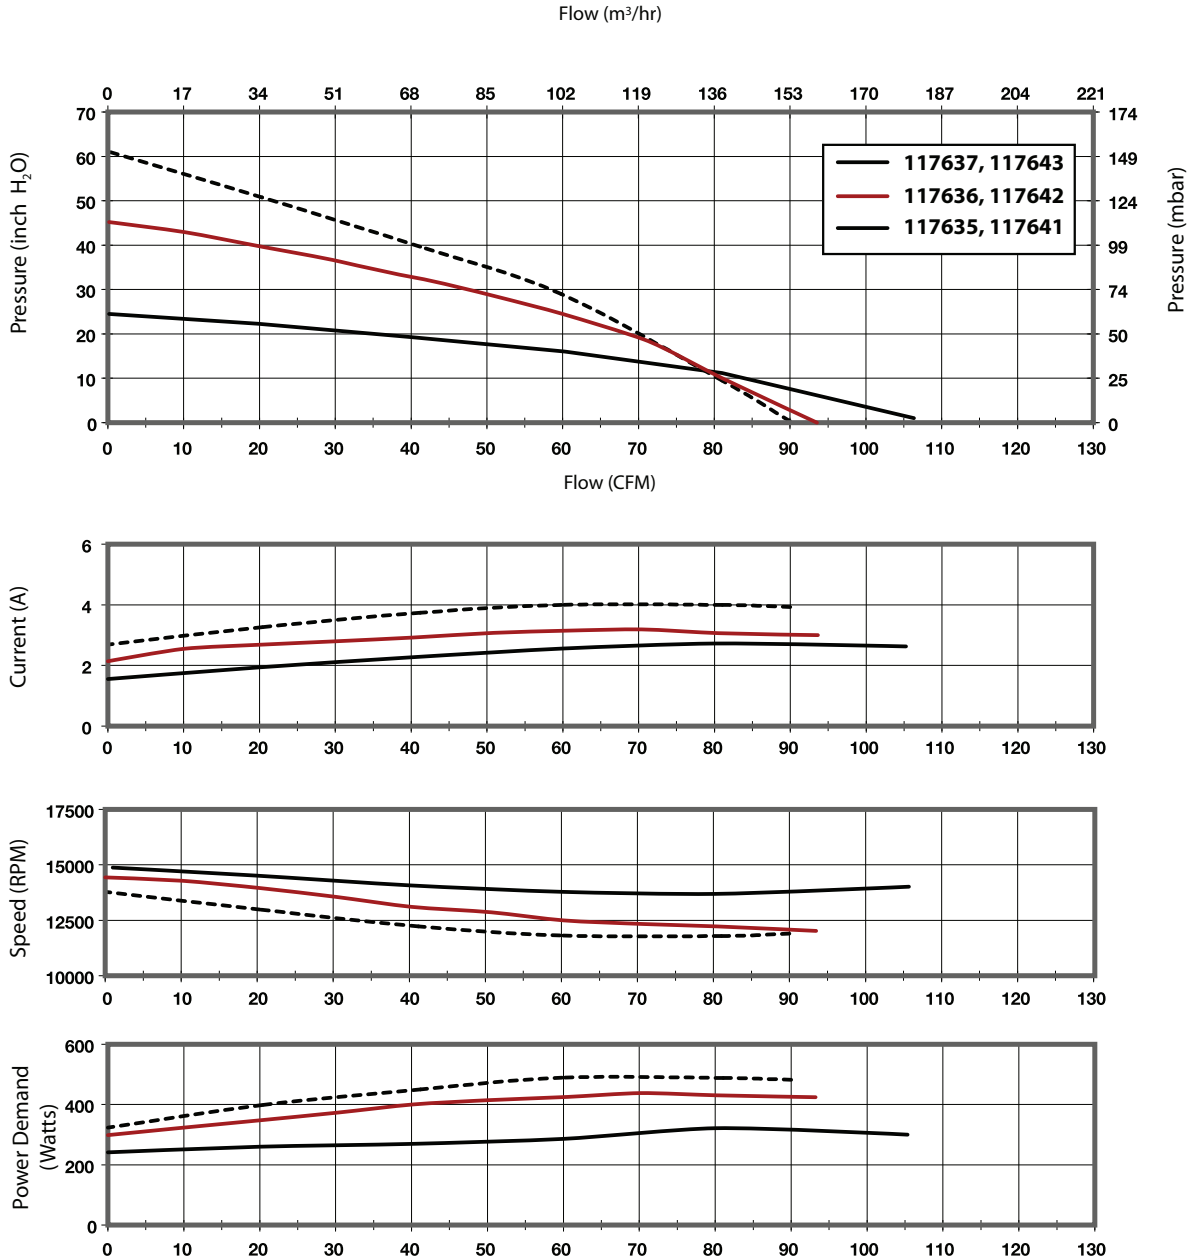 Flow (m³/hr)
0 17 34 51 68 85 102 119 136 153 170 187 204 221
70 174
60 149
50 124
40 99
30 74
20 50
10 25
0 0
Pressure (inch H₂O)
Pressure (mbar)
117637, 117643
117636, 117642
117635, 117641
0 10 20 30 40 50 60 70 80 90 100 110 120 130
Flow (CFM)
Current (A)
6
4
2
0
0 10 20 30 40 50 60 70 80 90 100 110 120 130
Speed (RPM)
17500
15000
12500
10000
0 10 20 30 40 50 60 70 80 90 100 110 120 130
Power Demand
(Watts)
600
400
200
0
0 10 20 30 40 50 60 70 80 90 100 110 120 130